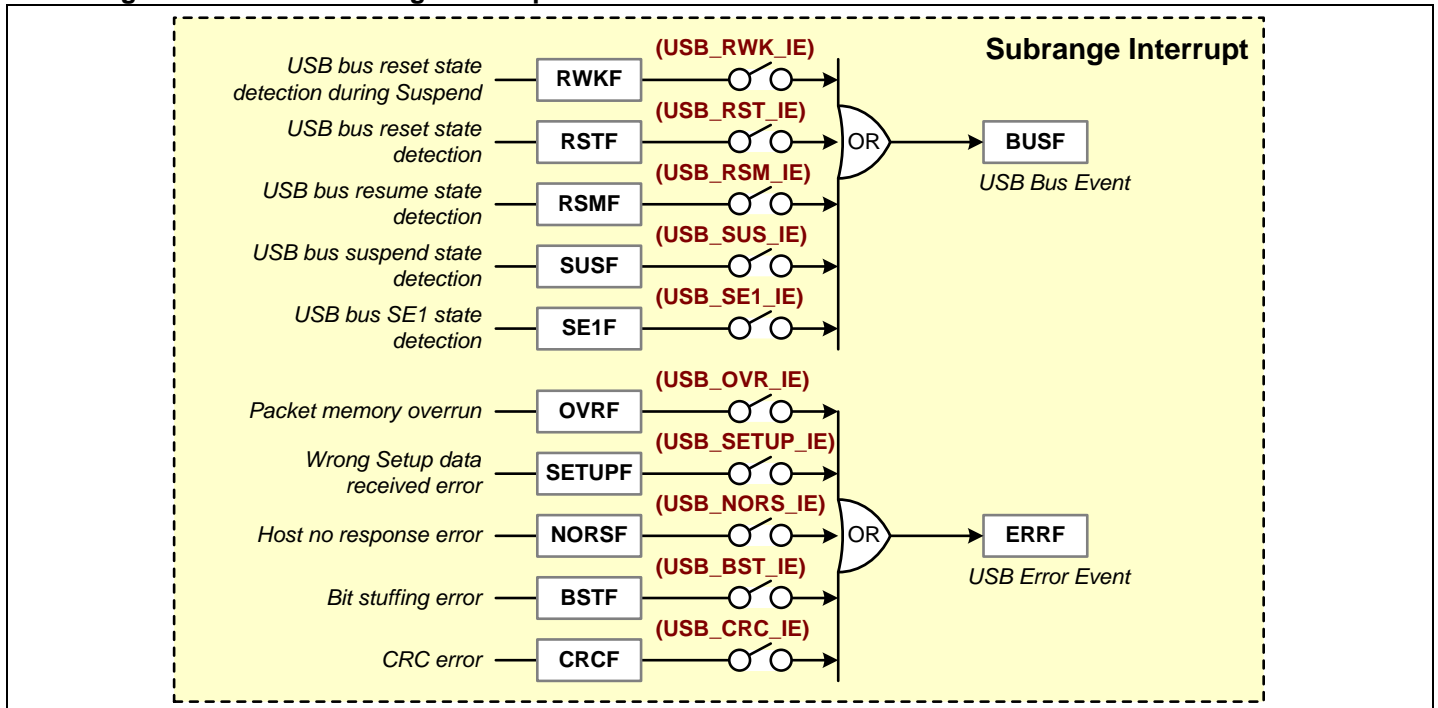 Subrange Interrupt
(USB_RWK_IE)
USB bus reset state
detection during Suspend
RWKF
(USB_RST_IE)
USB bus reset state
detection
RSTF
OR
BUSF
USB Bus Event
(USB_RSM_IE)
USB bus resume state
detection
RSMF
(USB_SUS_IE)
USB bus suspend state
detection
SUSF
(USB_SE1_IE)
USB bus SE1 state
detection
SE1F
(USB_OVR_IE)
Packet memory overrun
OVRF
(USB_SETUP_IE)
Wrong Setup data
received error
SETUPF
(USB_NORS_IE)
Host no response error
NORSF
OR
ERRF
USB Error Event
(USB_BST_IE)
Bit stuffing error
BSTF
(USB_CRC_IE)
CRC error
CRCF